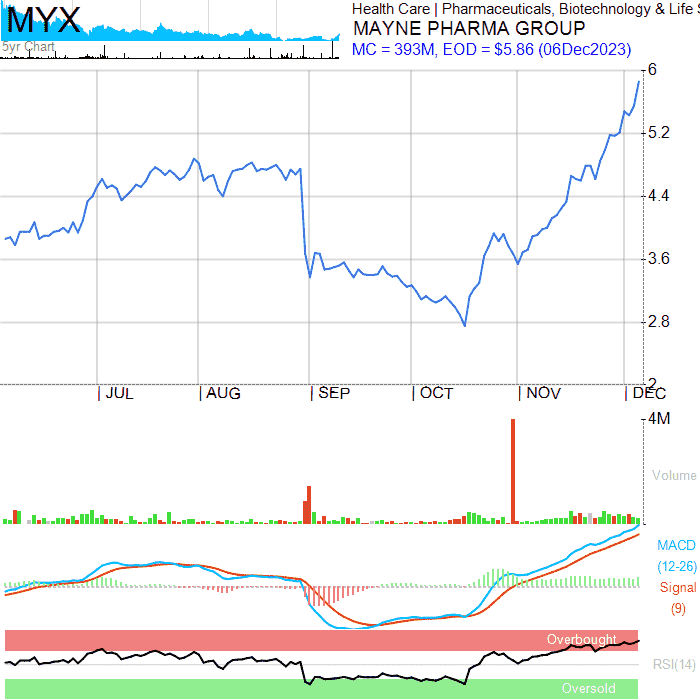 MYX
5yr Chart
Health Care | Pharmaceuticals, Biotechnology & Life S
MAYNE PHARMA GROUP
MC = 393M, EOD = $5.86 (06Dec2023)
6
5.2
4.4
3.6
2.8
2
JUL AUG SEP OCT NOV DEC
4M
Volume
MACD
(12-26)
Signal
(9)
Overbought
RSI(14)
Oversold